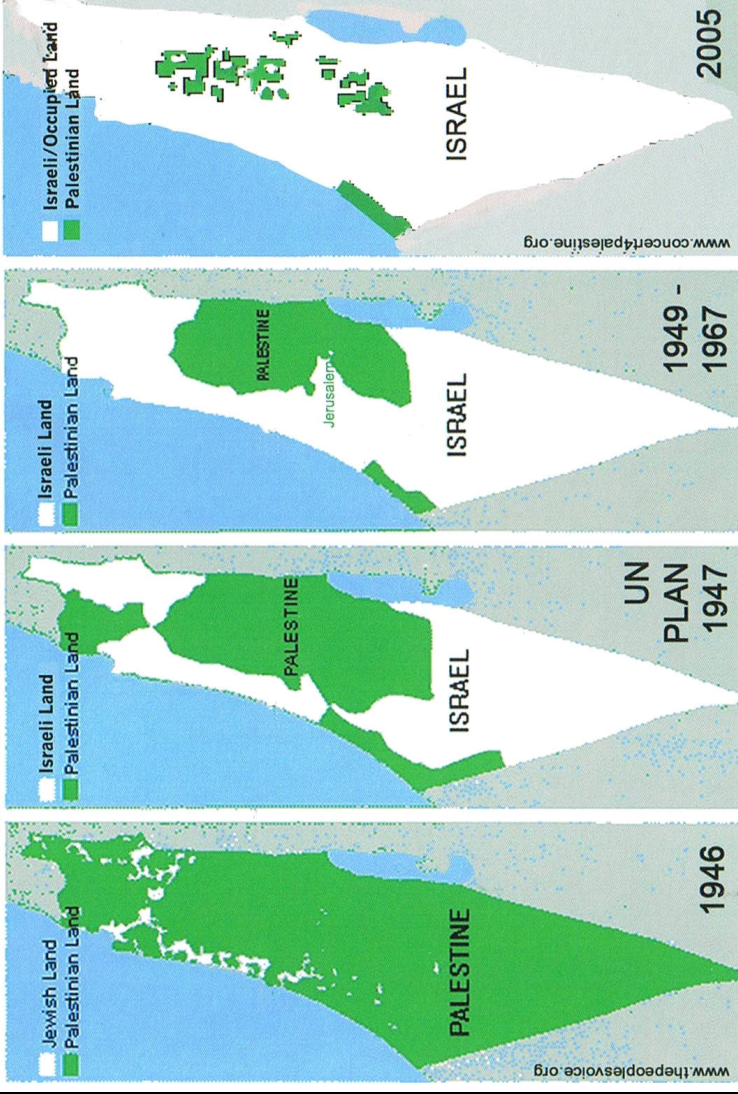 Jewish Land
Palestinian Land
PALESTINE
1946
www.thepeoplesvoice.org
Israeli Land
Palestinian Land
PALESTINE
ISRAEL
UN
PLAN
1947
Israeli Land
Palestinian Land
PALESTINE
Jerusalem
ISRAEL
1949 -
1967
Israeli/Occupied Land
Palestinian Land
ISRAEL
2005
www.concert4palestine.org